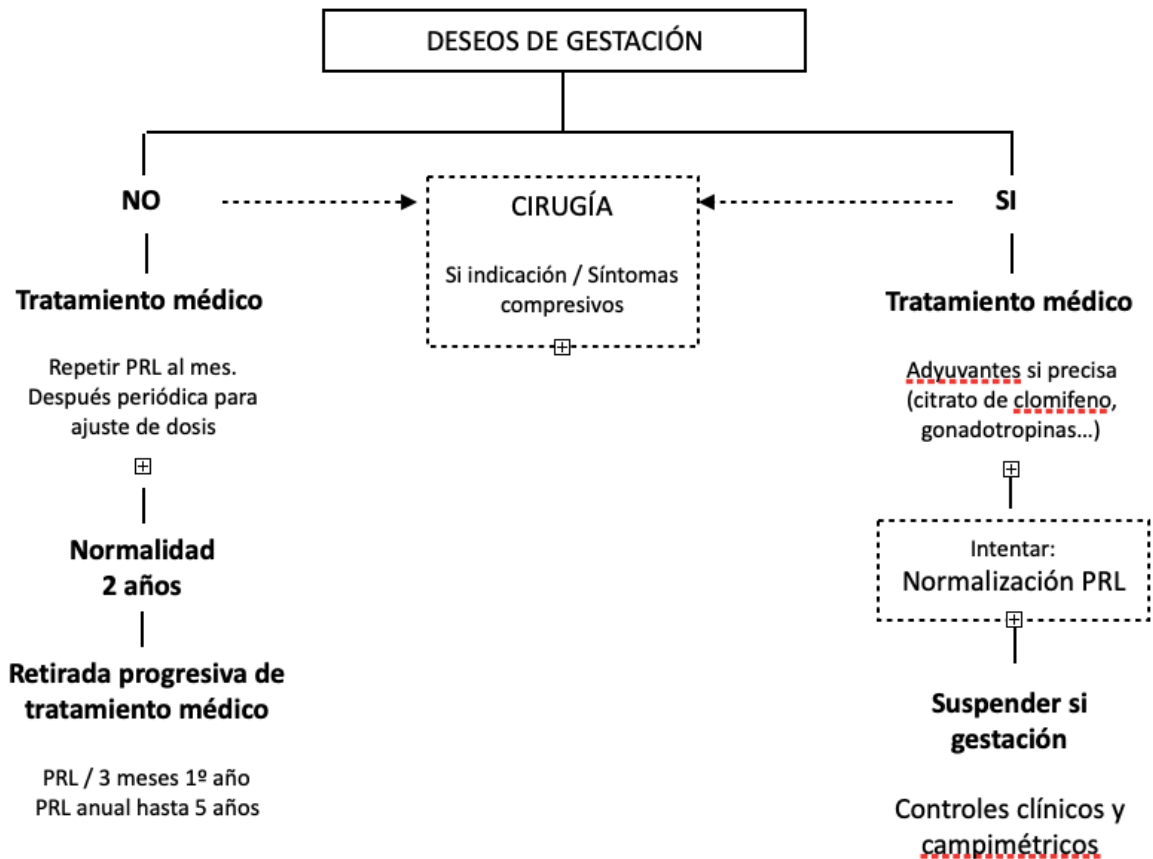 DESEOS DE GESTACIÓN
NO
Tratamiento médico
Repetir PRL al mes.
Después periódica para
ajuste de dosis
Normalidad
2 años
Retirada progresiva de
tratamiento médico
PRL / 3 meses 1º año
PRL anual hasta 5 años
CIRUGÍA
Si indicación / Síntomas
compresivos
SI
Tratamiento médico
Adyuvantes si precisa
(citrato de clomifeno,
gonadotropinas...)
Intentar:
Normalización PRL
Suspender si
gestación
Controles clínicos y
campimétricos